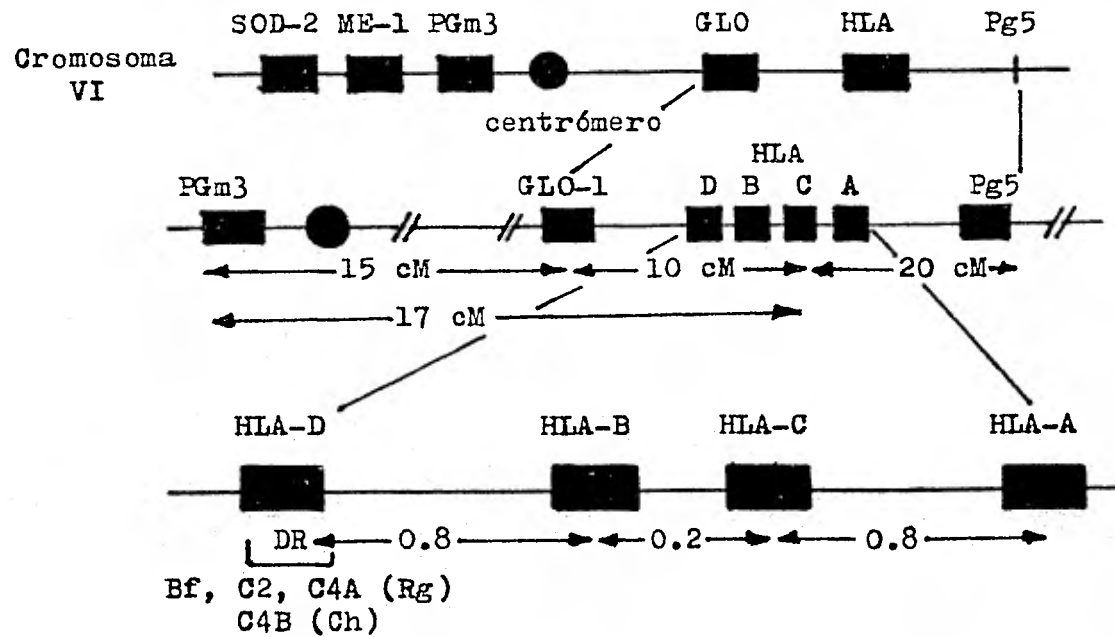 SOD-2 ME-1 PGm3 GLO HLA Pg5
Cromosoma
VI
centrómero
HLA
PGm3 GLO-1 D B C A Pg5
15 cM 10 cM 20 cM
17 cM
HLA-D HLA-B HLA-C HLA-A
DR 0.8 0.2 0.8
Bf, C2, C4A (Rg)
C4B (Ch)